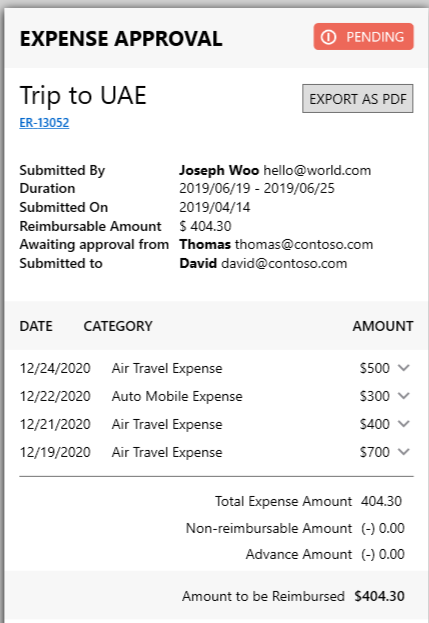 EXPENSE APPROVAL PENDING
Trip to UAE EXPORT AS PDF
ER-13052
Submitted By Joseph Woo hello@world.com
Duration 2019/06/19 - 2019/06/25
Submitted On 2019/04/14
Reimbursable Amount $ 404.30
Awaiting approval from Thomas thomas@contoso.com
Submitted to David david@contoso.com
DATE CATEGORY AMOUNT
12/24/2020 Air Travel Expense $500
12/22/2020 Auto Mobile Expense $300
12/21/2020 Air Travel Expense $400
12/19/2020 Air Travel Expense $700
Total Expense Amount 404.30
Non-reimbursable Amount (-) 0.00
Advance Amount (-) 0.00
Amount to be Reimbursed $404.30